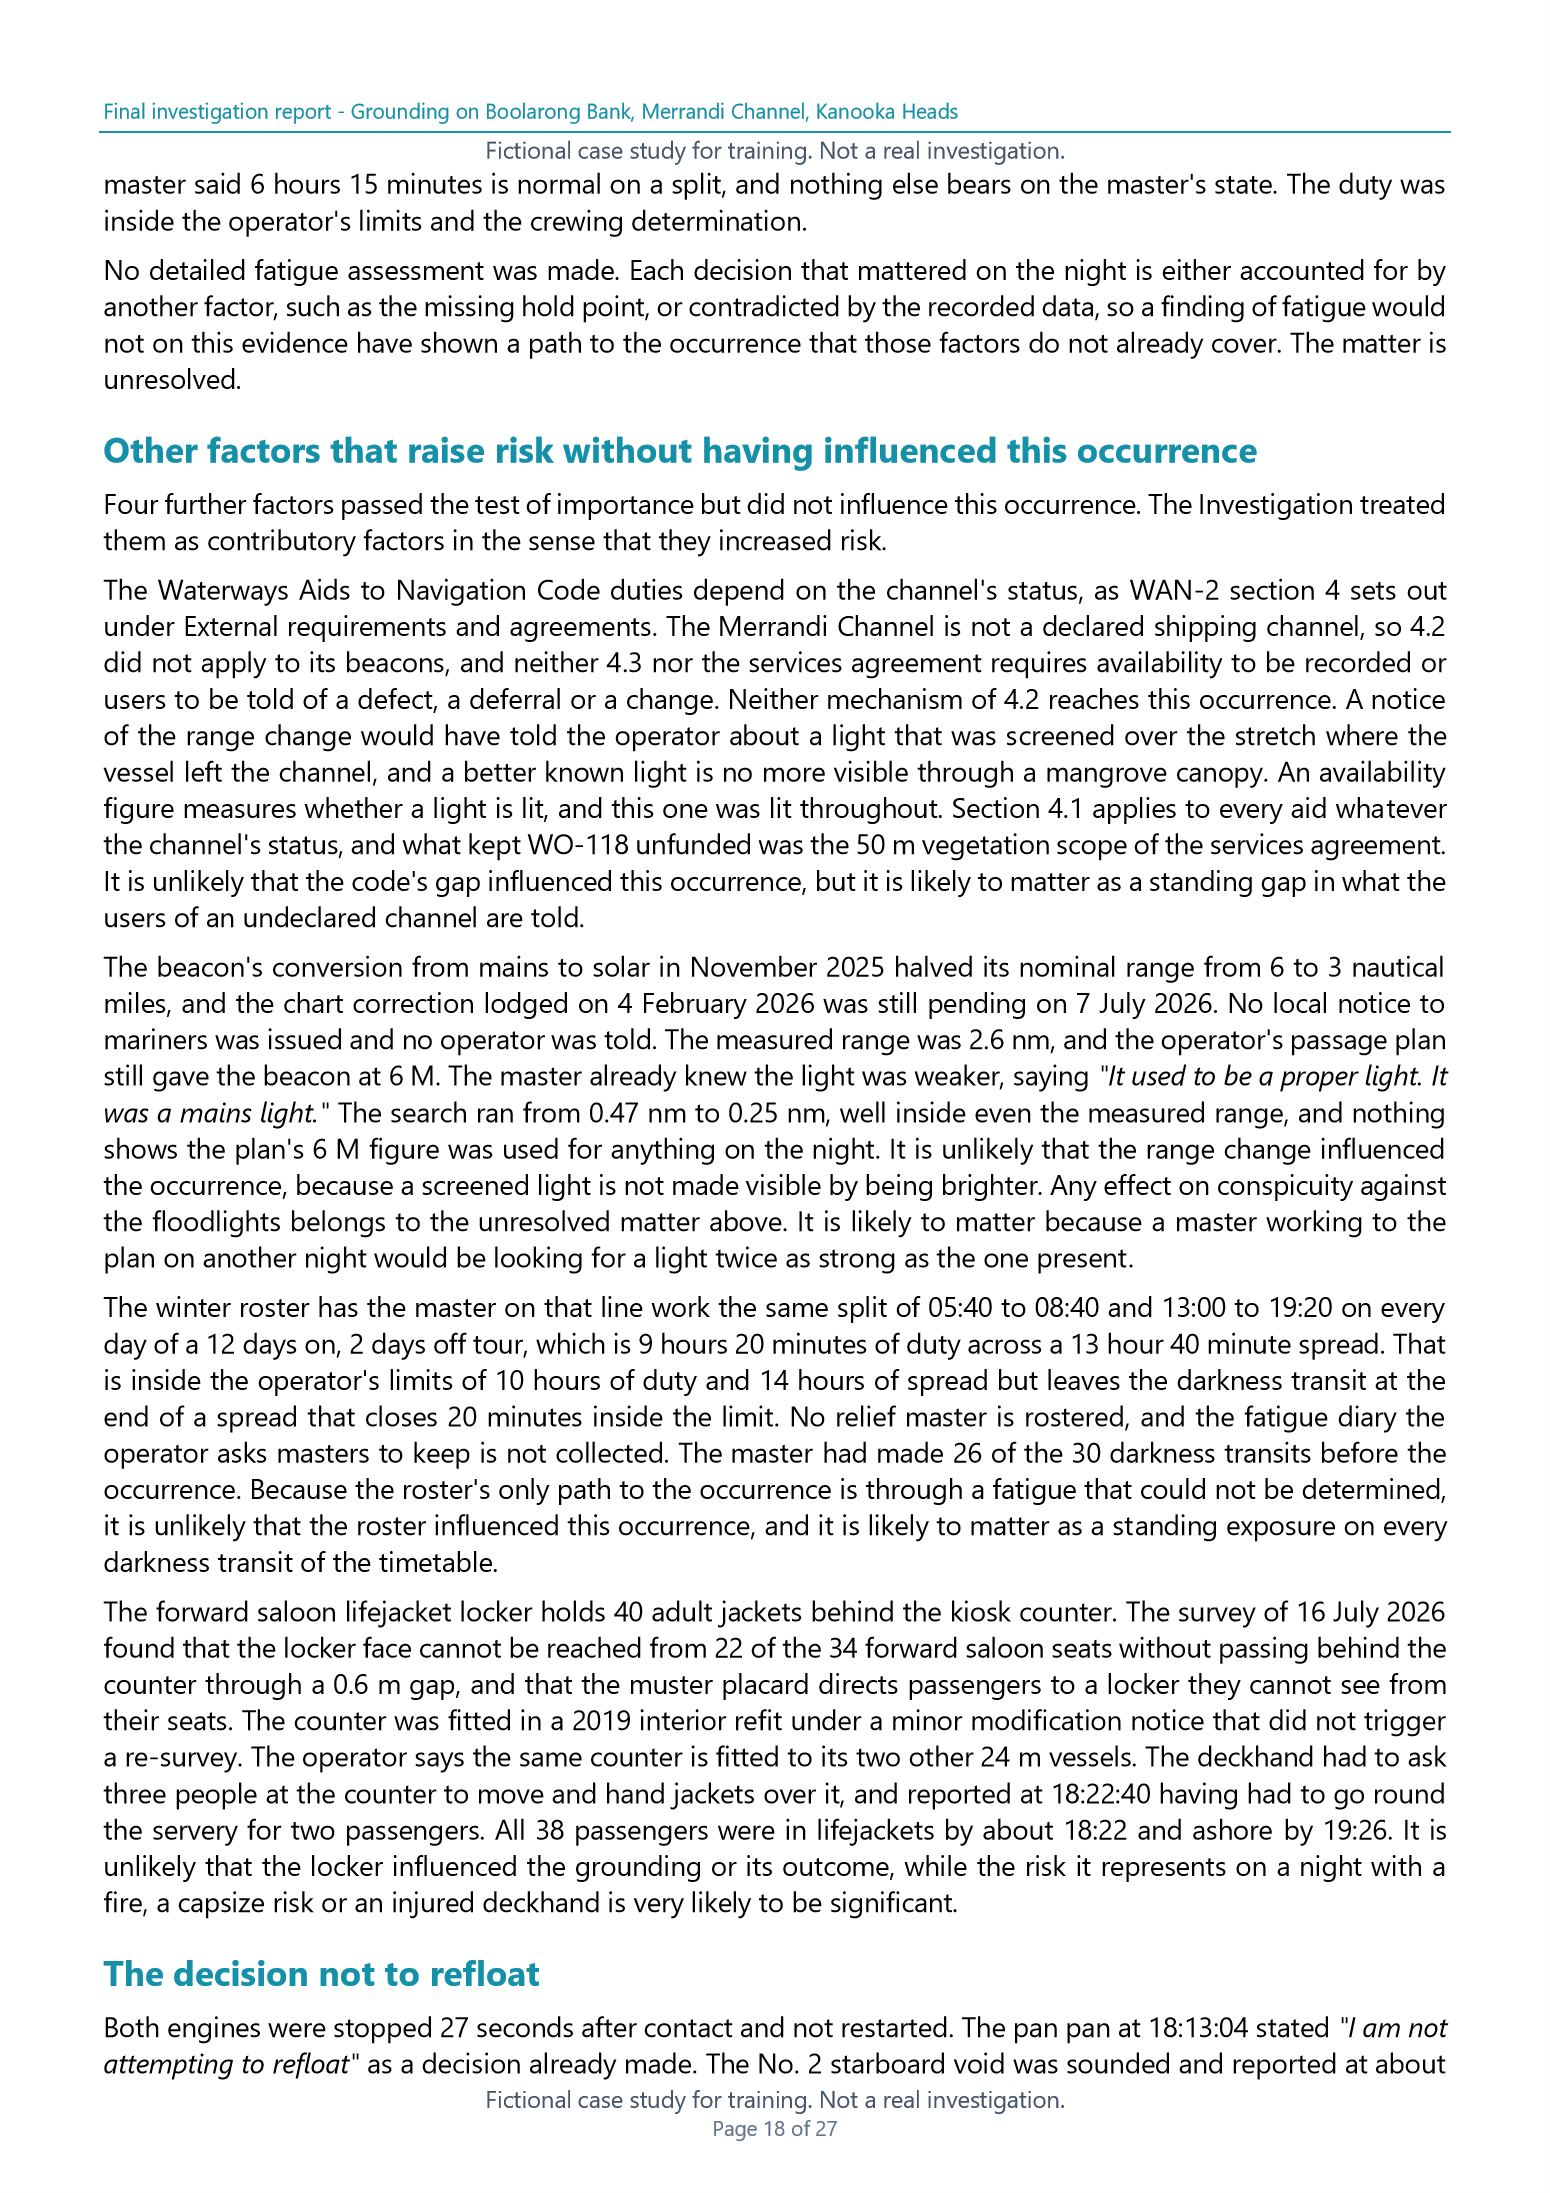 Final investigation report - Grounding on Boolarong Bank, Merrandi Channel, Kanooka Heads
Fictional case study for training. Not a real investigation.
master said 6 hours 15 minutes is normal on a split, and nothing else bears on the master's state. The duty was
inside the operator's limits and the crewing determination.
No detailed fatigue assessment was made. Each decision that mattered on the night is either accounted for by
another factor, such as the missing hold point, or contradicted by the recorded data, so a finding of fatigue would
not on this evidence have shown a path to the occurrence that those factors do not already cover. The matter is
unresolved.
Other factors that raise risk without having influenced this occurrence
Four further factors passed the test of importance but did not influence this occurrence. The Investigation treated
them as contributory factors in the sense that they increased risk.
The Waterways Aids to Navigation Code duties depend on the channel's status, as WAN-2 section 4 sets out
under External requirements and agreements. The Merrandi Channel is not a declared shipping channel, so 4.2
did not apply to its beacons, and neither 4.3 nor the services agreement requires availability to be recorded or
users to be told of a defect, a deferral or a change. Neither mechanism of 4.2 reaches this occurrence. A notice
of the range change would have told the operator about a light that was screened over the stretch where the
vessel left the channel, and a better known light is no more visible through a mangrove canopy. An availability
figure measures whether a light is lit, and this one was lit throughout. Section 4.1 applies to every aid whatever
the channel's status, and what kept WO-118 unfunded was the 50 m vegetation scope of the services agreement.
It is unlikely that the code's gap influenced this occurrence, but it is likely to matter as a standing gap in what the
users of an undeclared channel are told.
The beacon's conversion from mains to solar in November 2025 halved its nominal range from 6 to 3 nautical
miles, and the chart correction lodged on 4 February 2026 was still pending on 7 July 2026. No local notice to
mariners was issued and no operator was told. The measured range was 2.6 nm, and the operator's passage plan
still gave the beacon at 6 M. The master already knew the light was weaker, saying "It used to be a proper light. It
was a mains light." The search ran from 0.47 nm to 0.25 nm, well inside even the measured range, and nothing
shows the plan's 6 M figure was used for anything on the night. It is unlikely that the range change influenced
the occurrence, because a screened light is not made visible by being brighter. Any effect on conspicuity against
the floodlights belongs to the unresolved matter above. It is likely to matter because a master working to the
plan on another night would be looking for a light twice as strong as the one present.
The winter roster has the master on that line work the same split of 05:40 to 08:40 and 13:00 to 19:20 on every
day of a 12 days on, 2 days off tour, which is 9 hours 20 minutes of duty across a 13 hour 40 minute spread. That
is inside the operator's limits of 10 hours of duty and 14 hours of spread but leaves the darkness transit at the
end of a spread that closes 20 minutes inside the limit. No relief master is rostered, and the fatigue diary the
operator asks masters to keep is not collected. The master had made 26 of the 30 darkness transits before the
occurrence. Because the roster's only path to the occurrence is through a fatigue that could not be determined,
it is unlikely that the roster influenced this occurrence, and it is likely to matter as a standing exposure on every
darkness transit of the timetable.
The forward saloon lifejacket locker holds 40 adult jackets behind the kiosk counter. The survey of 16 July 2026
found that the locker face cannot be reached from 22 of the 34 forward saloon seats without passing behind the
counter through a 0.6 m gap, and that the muster placard directs passengers to a locker they cannot see from
their seats. The counter was fitted in a 2019 interior refit under a minor modification notice that did not trigger
a re-survey. The operator says the same counter is fitted to its two other 24 m vessels. The deckhand had to ask
three people at the counter to move and hand jackets over it, and reported at 18:22:40 having had to go round
the servery for two passengers. All 38 passengers were in lifejackets by about 18:22 and ashore by 19:26. It is
unlikely that the locker influenced the grounding or its outcome, while the risk it represents on a night with a
fire, a capsize risk or an injured deckhand is very likely to be significant.
The decision not to refloat
Both engines were stopped 27 seconds after contact and not restarted. The pan pan at 18:13:04 stated "I am not
attempting to refloat" as a decision already made. The No. 2 starboard void was sounded and reported at about
Fictional case study for training. Not a real investigation.
Page 18 of 27